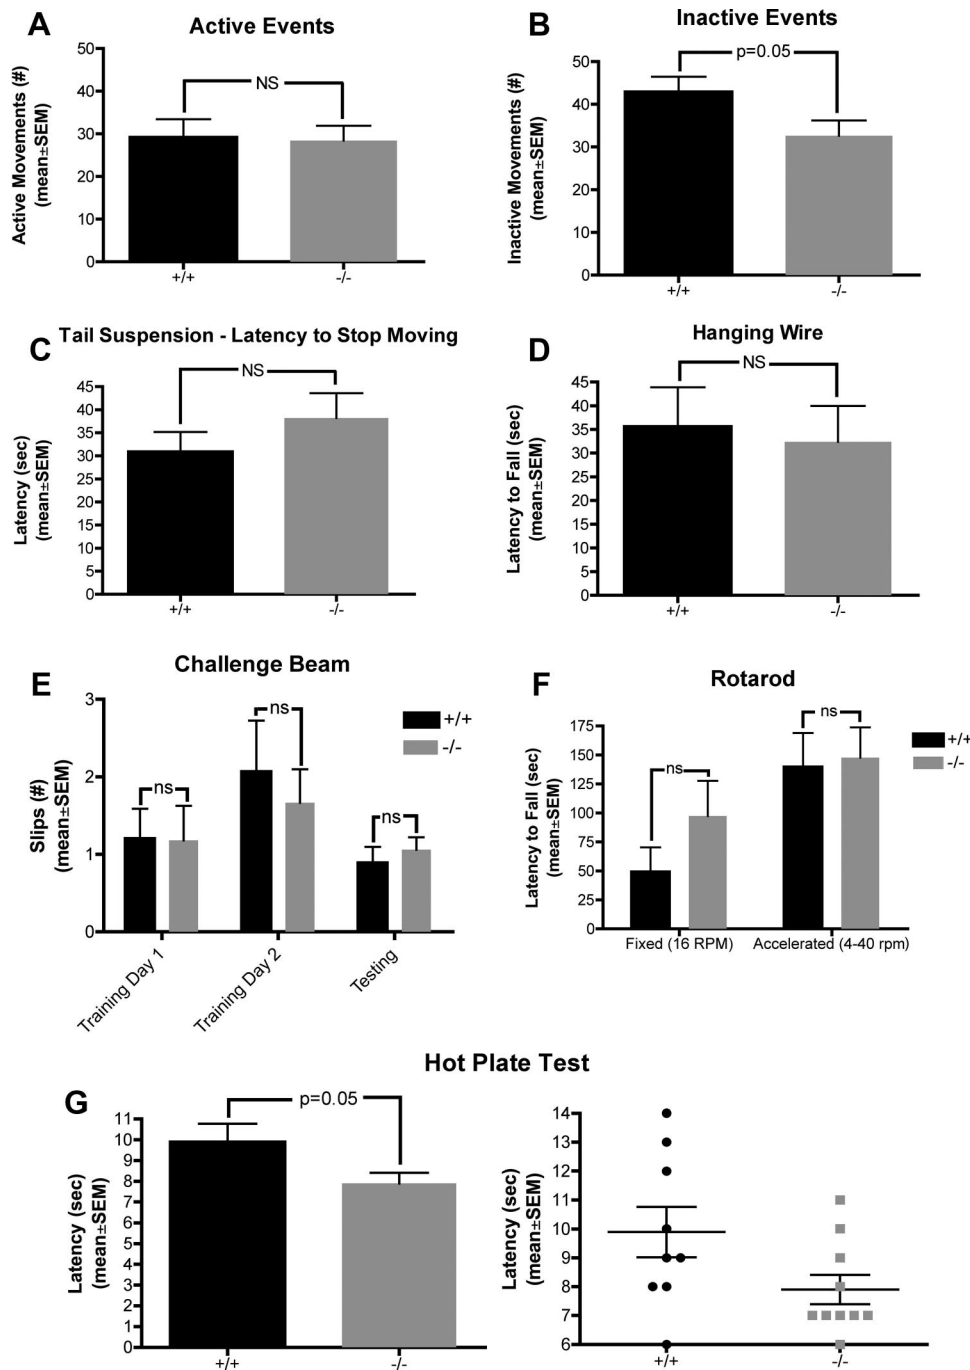 A
Active Events
Active Movements (#)
(mean±SEM)
50
40
30
20
10
0
NS
+/+
-/-
B
Inactive Events
Inactive Movements (#)
(mean±SEM)
50
40
30
20
10
0
p=0.05
+/+
-/-
C
Tail Suspension - Latency to Stop Moving
Latency (sec)
(mean±SEM)
45
40
35
30
25
20
15
10
5
0
NS
+/+
-/-
D
Hanging Wire
Latency to Fall (sec)
(mean±SEM)
45
40
35
30
25
20
15
10
5
0
NS
+/+
-/-
E
Challenge Beam
Slips (#)
(mean±SEM)
3
2
1
0
ns
ns
ns
+/+
-/-
Training Day 1
Training Day 2
Testing
F
Rotarod
Latency to Fall (sec)
(mean±SEM)
175
150
125
100
75
50
25
0
ns
ns
+/+
-/-
Fixed (16 RPM)
Accelerated (4-40 rpm)
Hot Plate Test
G
Latency (sec)
(mean±SEM)
11
10
9
8
7
6
5
4
3
2
1
0
p=0.05
+/+
-/-
Latency (sec)
(mean±SEM)
14
13
12
11
10
9
8
7
6
+/+
-/-